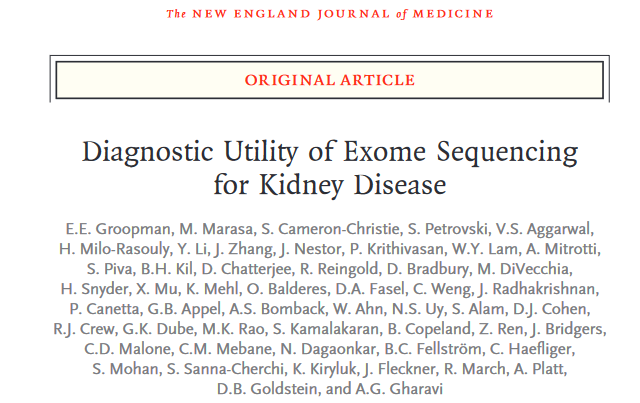 The NEW ENGLAND JOURNAL of MEDICINE
ORIGINAL ARTICLE
Diagnostic Utility of Exome Sequencing
for Kidney Disease
E.E. Groopman, M. Marasa, S. Cameron-Christie, S. Petrovski, V.S. Aggarwal,
H. Milo-Rasouly, Y. Li, J. Zhang, J. Nestor, P. Krithivasan, W.Y. Lam, A. Mitrotti,
S. Piva, B.H. Kil, D. Chatterjee, R. Reingold, D. Bradbury, M. DiVecchia,
H. Snyder, X. Mu, K. Mehl, O. Balderes, D.A. Fasel, C. Weng, J. Radhakrishnan,
P. Canetta, G.B. Appel, A.S. Bomback, W. Ahn, N.S. Uy, S. Alam, D.J. Cohen,
R.J. Crew, G.K. Dube, M.K. Rao, S. Kamalakaran, B. Copeland, Z. Ren, J. Bridgers,
C.D. Malone, C.M. Mebane, N. Dagaonkar, B.C. Fellström, C. Haefliger,
S. Mohan, S. Sanna-Cherchi, K. Kiryluk, J. Fleckner, R. March, A. Platt,
D.B. Goldstein, and A.G. Gharavi